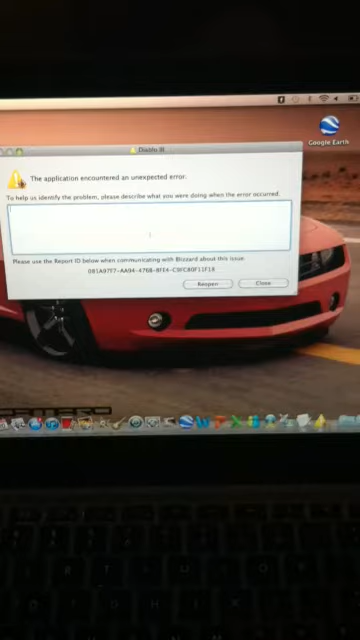 Diablo III
The application encountered an unexpected error.
To help us identify the problem, please describe what you were doing when the error occurred.
Please use the Report ID below when communicating with Blizzard about this issue:
Reopen
Close
Google Earth